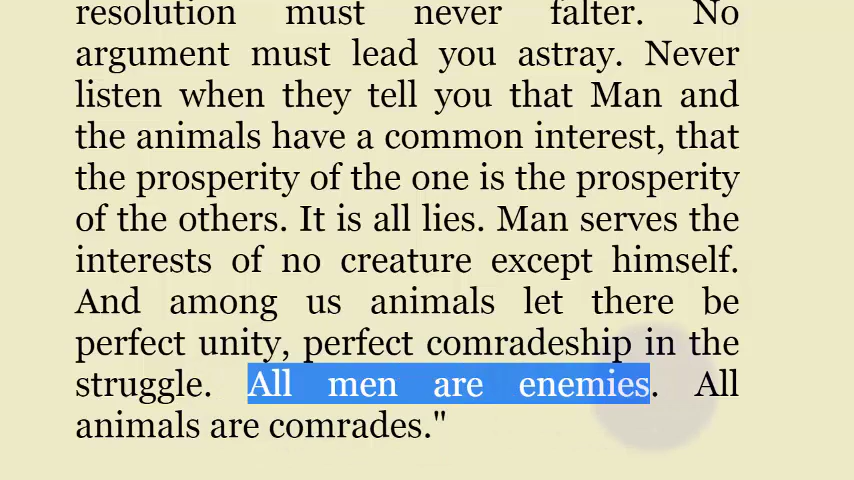 resolution must never falter. No
argument must lead you astray. Never
listen when they tell you that Man and
the animals have a common interest, that
the prosperity of the one is the prosperity
of the others. It is all lies. Man serves the
interests of no creature except himself.
And among us animals let there be
perfect unity, perfect comradeship in the
struggle. All men are enemies. All
animals are comrades."